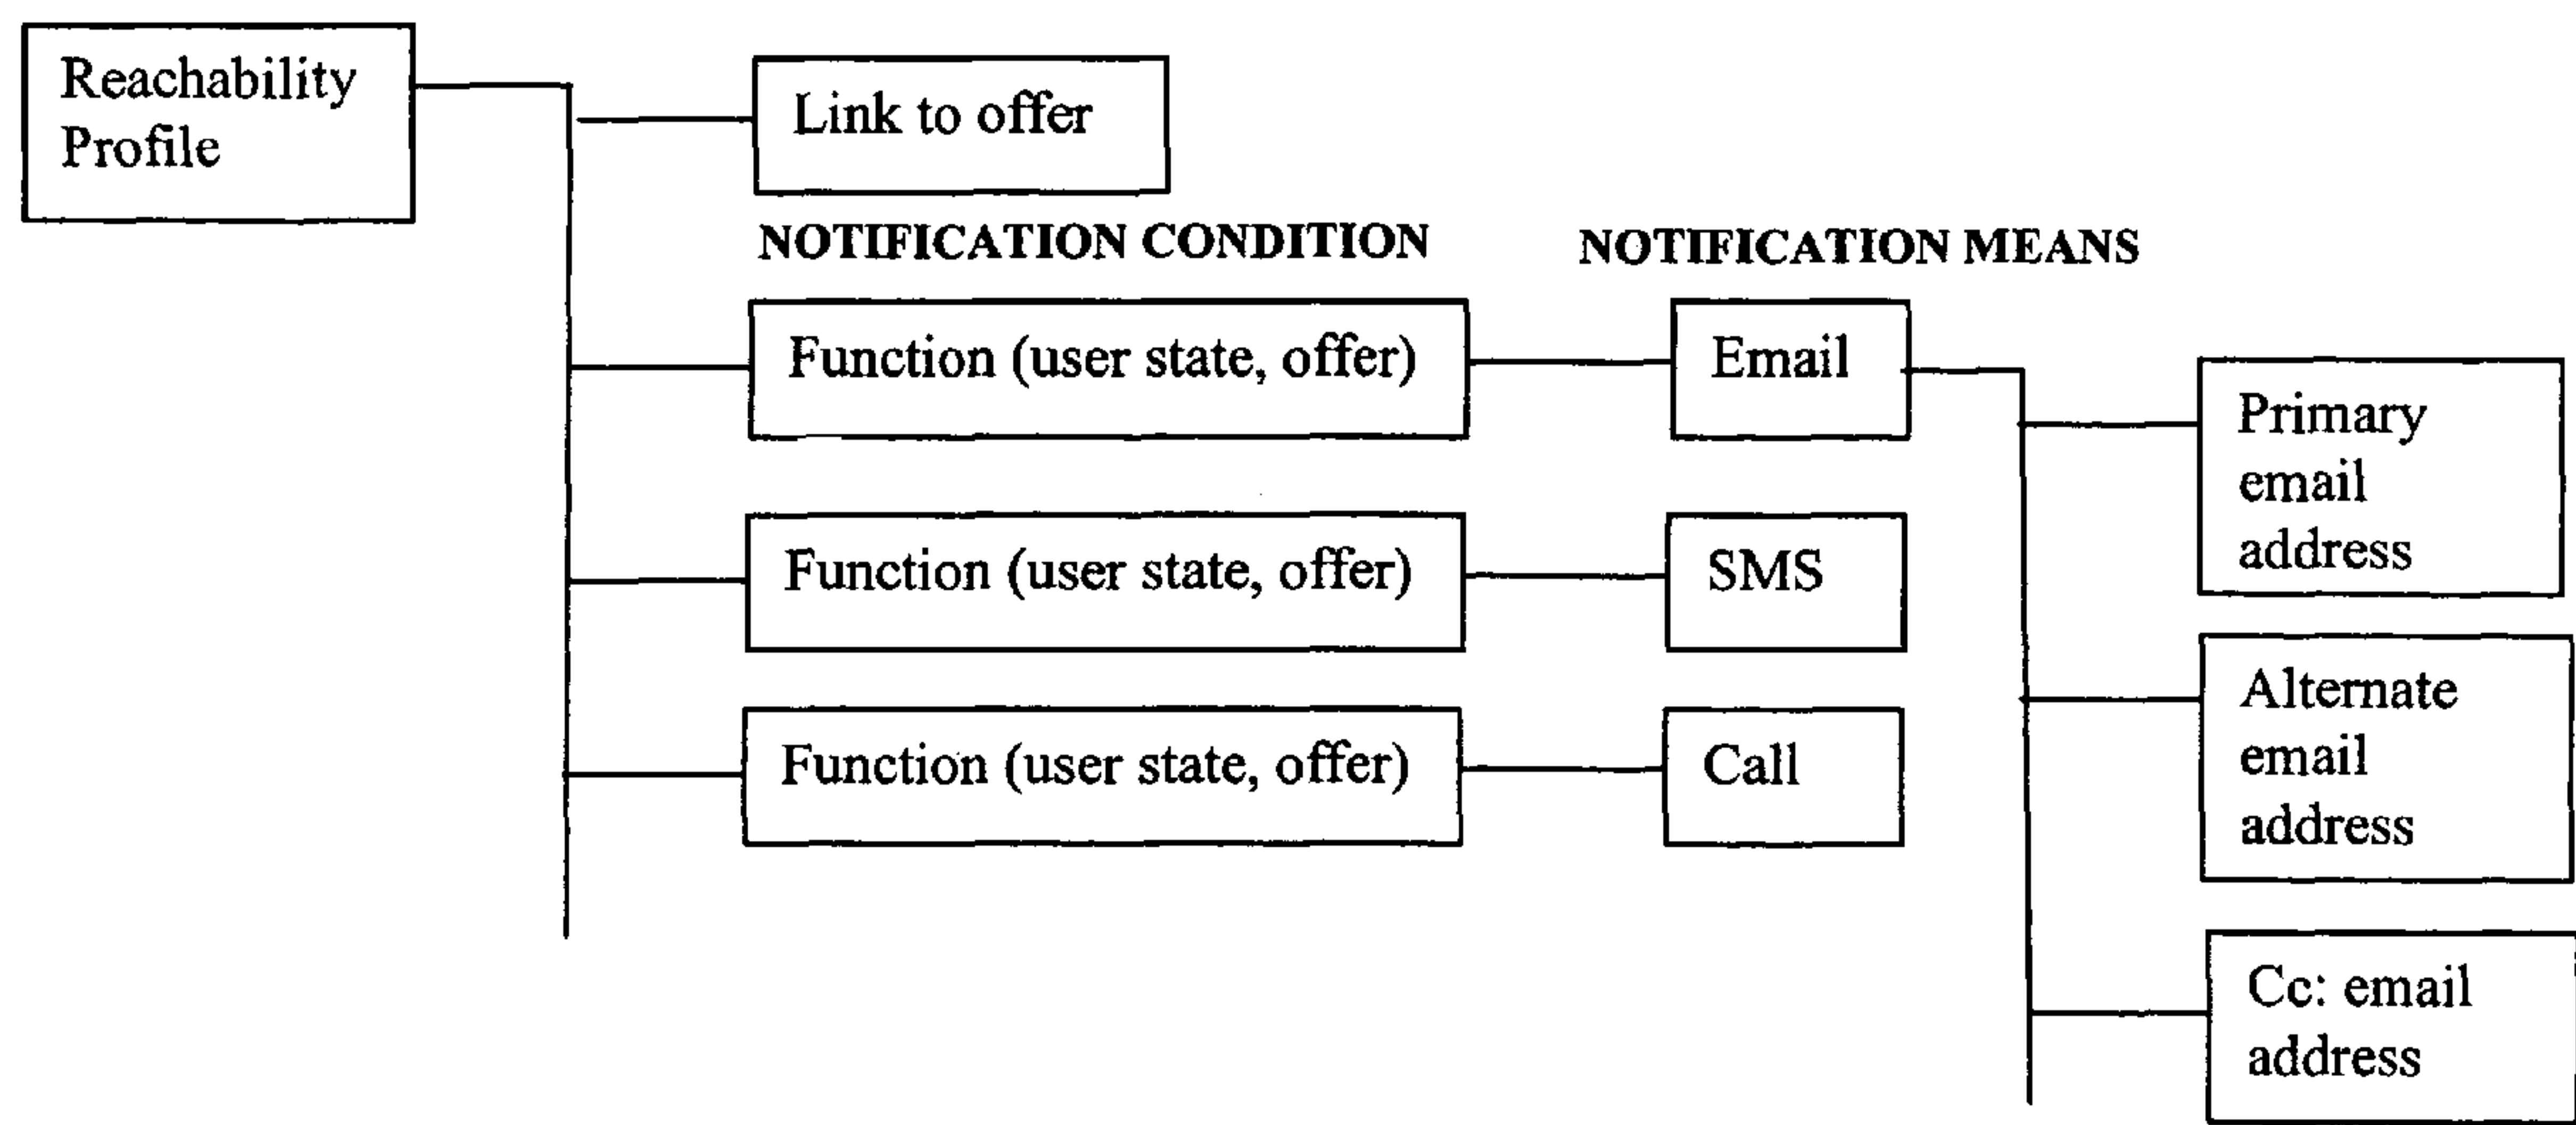 Reachability
Profile
Link to offer
NOTIFICATION CONDITION
NOTIFICATION MEANS
Function (user state, offer)
Email
Primary
email
address
Function (user state, offer)
SMS
Alternate
email
address
Function (user state, offer)
Call
Cc: email
address